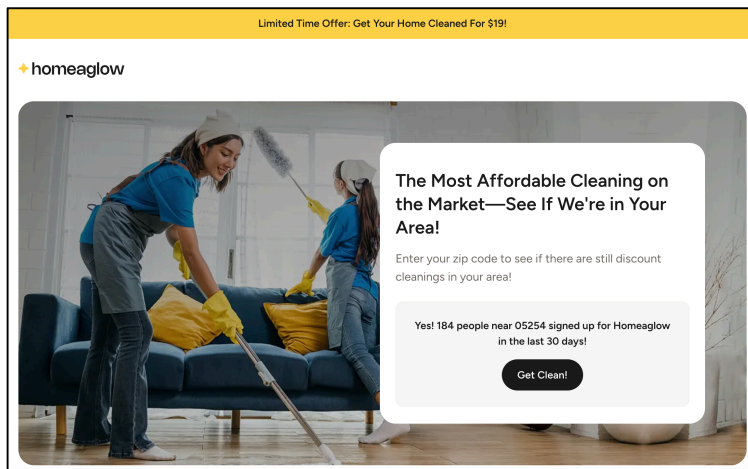 Limited Time Offer: Get Your Home Cleaned For $19!
homeaglow
The Most Affordable Cleaning on
the Market—See If We're in Your
Area!
Enter your zip code to see if there are still discount
cleanings in your area!
Yes! 184 people near 05254 signed up for Homeaglow
in the last 30 days!
Get Clean!